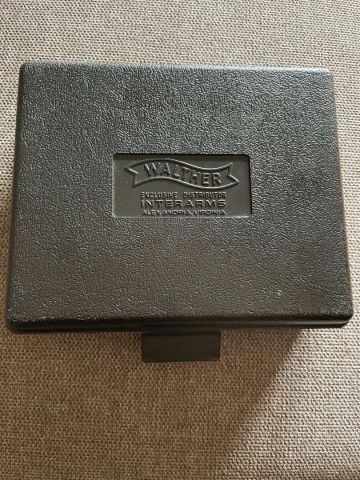 WALTHER
EXCLUSIVE DISTRIBUTOR
INTERARMS
ALEXANDRIA, VIRGINIA